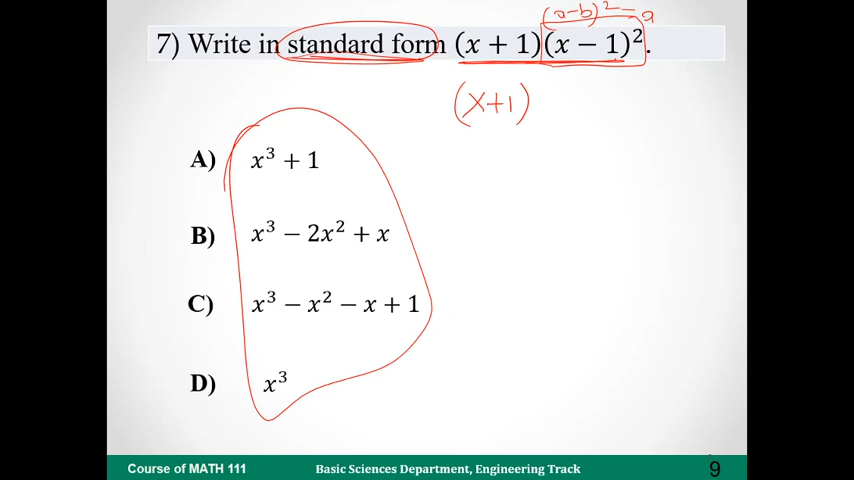 (a-b)² = a
7) Write in standard form (x + 1)(x − 1)².
(x+1)
A) x³ + 1
B) x³ − 2x² + x
C) x³ − x² − x + 1
D) x³
Course of MATH 111 Basic Sciences Department, Engineering Track 9